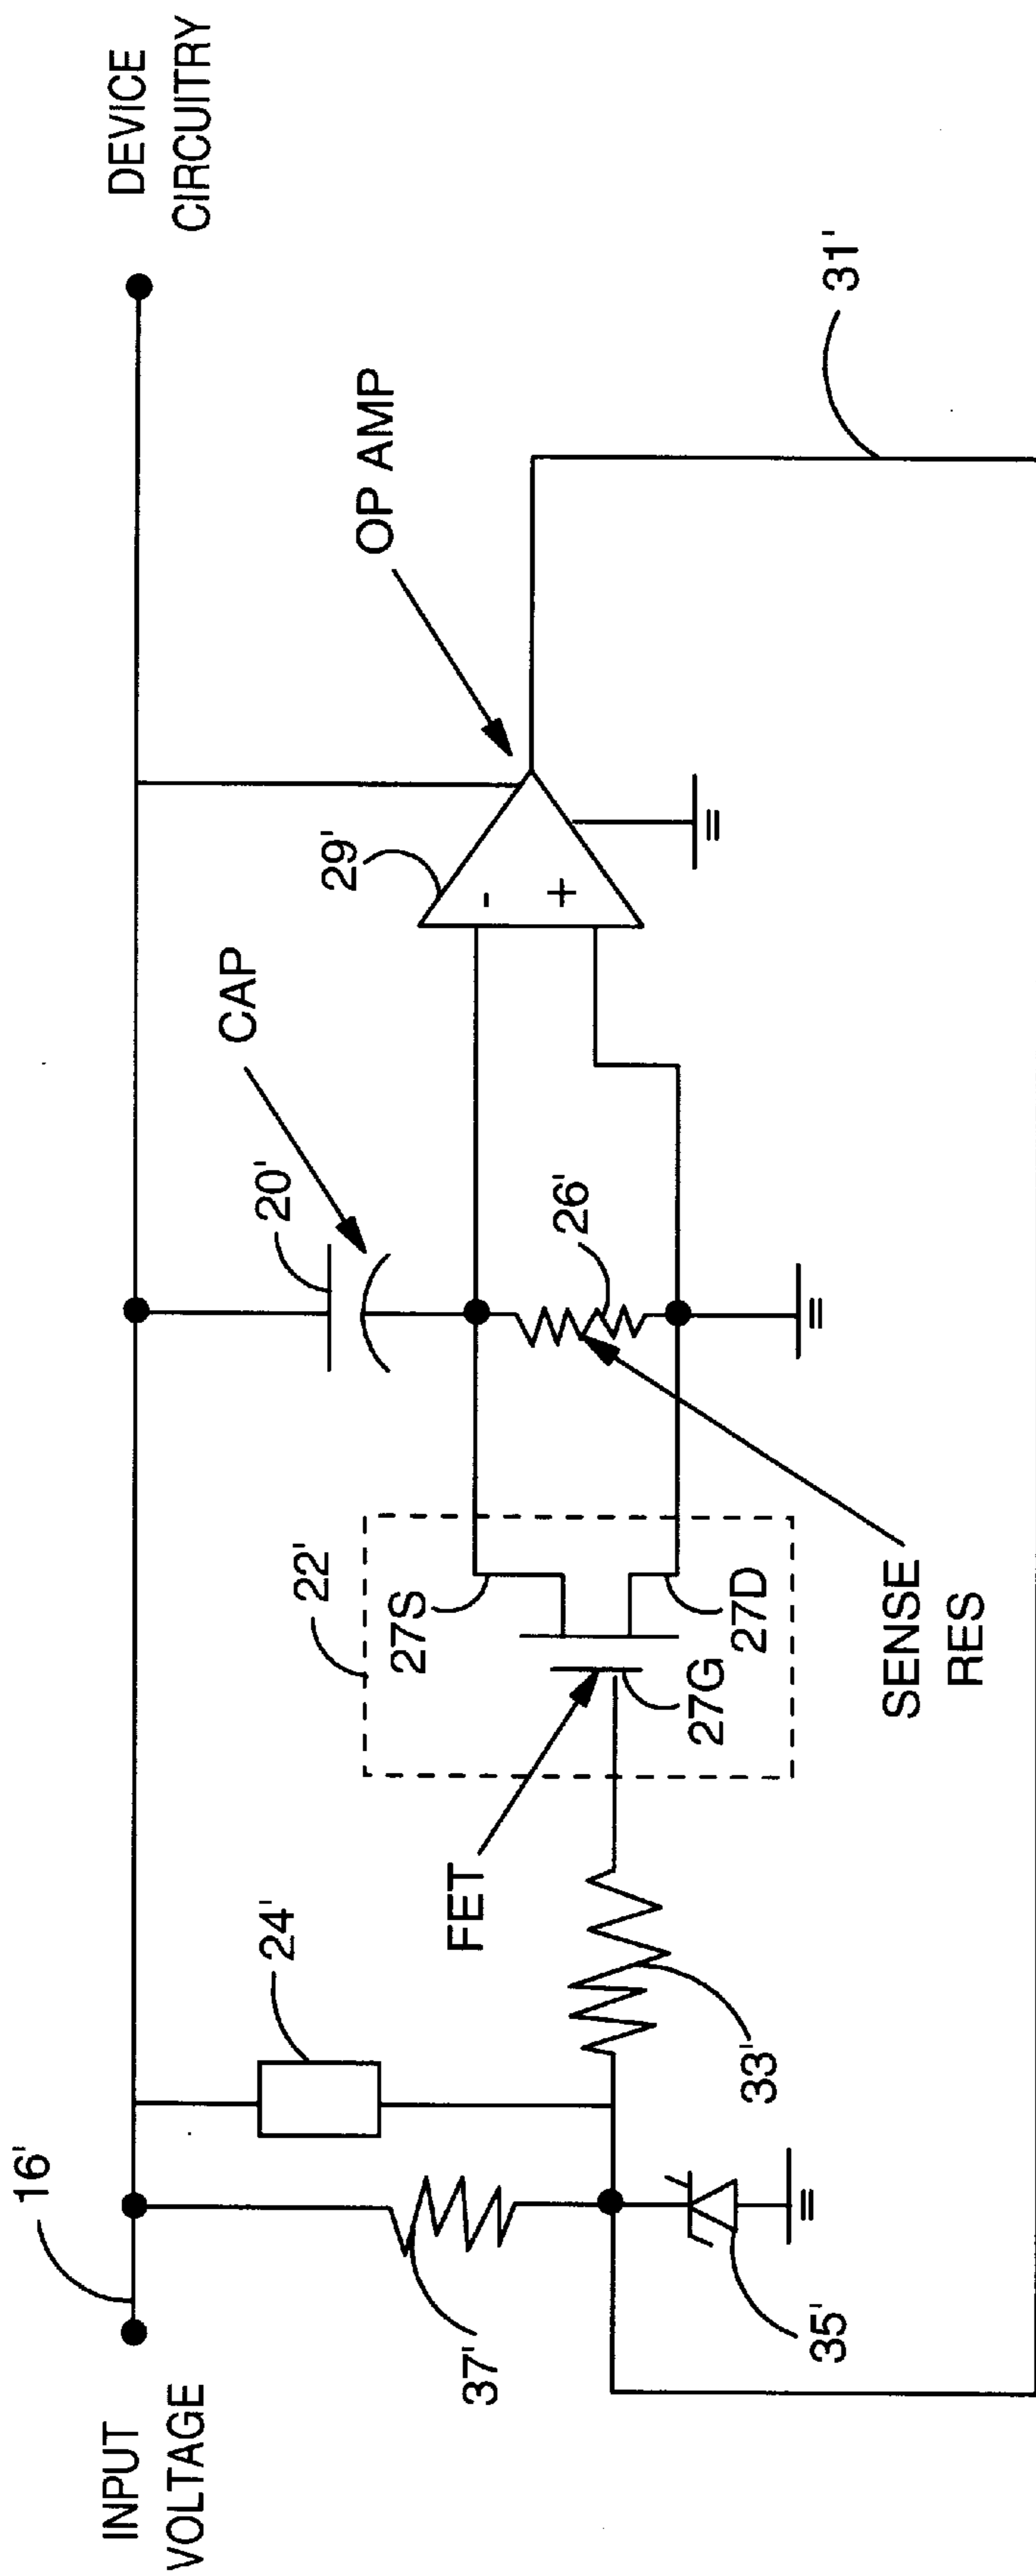 INPUT
VOLTAGE
16'
DEVICE
CIRCUITRY
37'
24'
35'
33'
FET
22'
27S
27G
27D
20'
CAP
26'
SENSE
RES
29'
-
+
OP AMP
31'